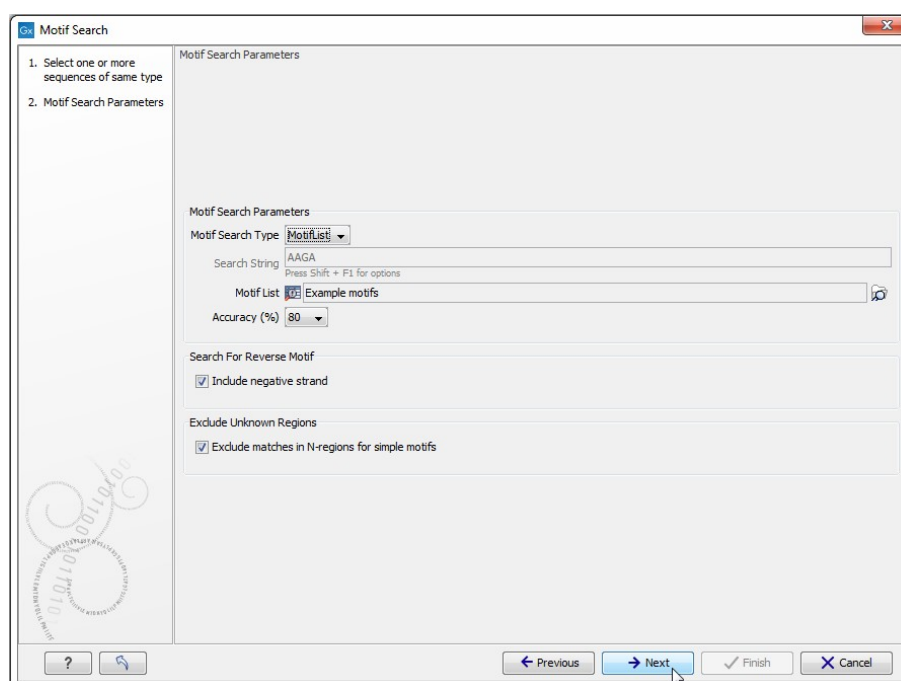 Gx Motif Search
1. Select one or more
sequences of same type
2. Motif Search Parameters
Motif Search Parameters
Motif Search Parameters
Motif Search Type MotifList
Search String AAGA
Press Shift + F1 for options
Motif List Example motifs
Accuracy (%) 80
Search For Reverse Motif
Include negative strand
Exclude Unknown Regions
Exclude matches in N-regions for simple motifs
? Previous Next Finish Cancel